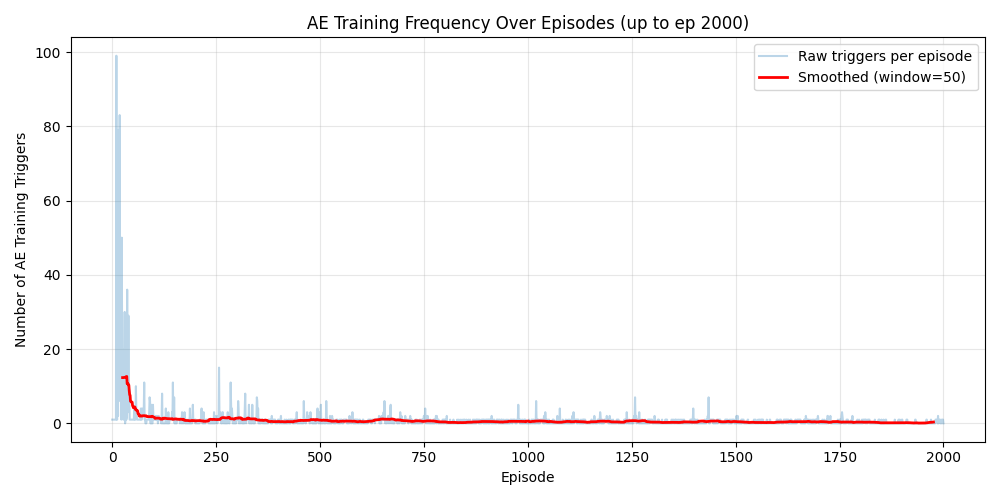 AE Training Frequency Over Episodes (up to ep 2000)
Raw triggers per episode
Smoothed (window=50)
Number of AE Training Triggers
100
80
60
40
20
0
0 250 500 750 1000 1250 1500 1750 2000
Episode